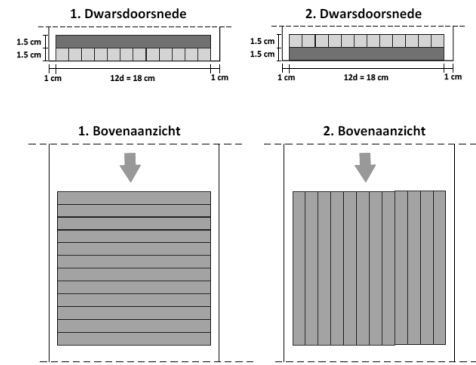 1. Dwarsdoorsnede
2. Dwarsdoorsnede
1.5 cm
1.5 cm
1.5 cm
1.5 cm
1 cm
12d = 18 cm
1 cm
1 cm
12d = 18 cm
1 cm
1. Bovenaanzicht
2. Bovenaanzicht